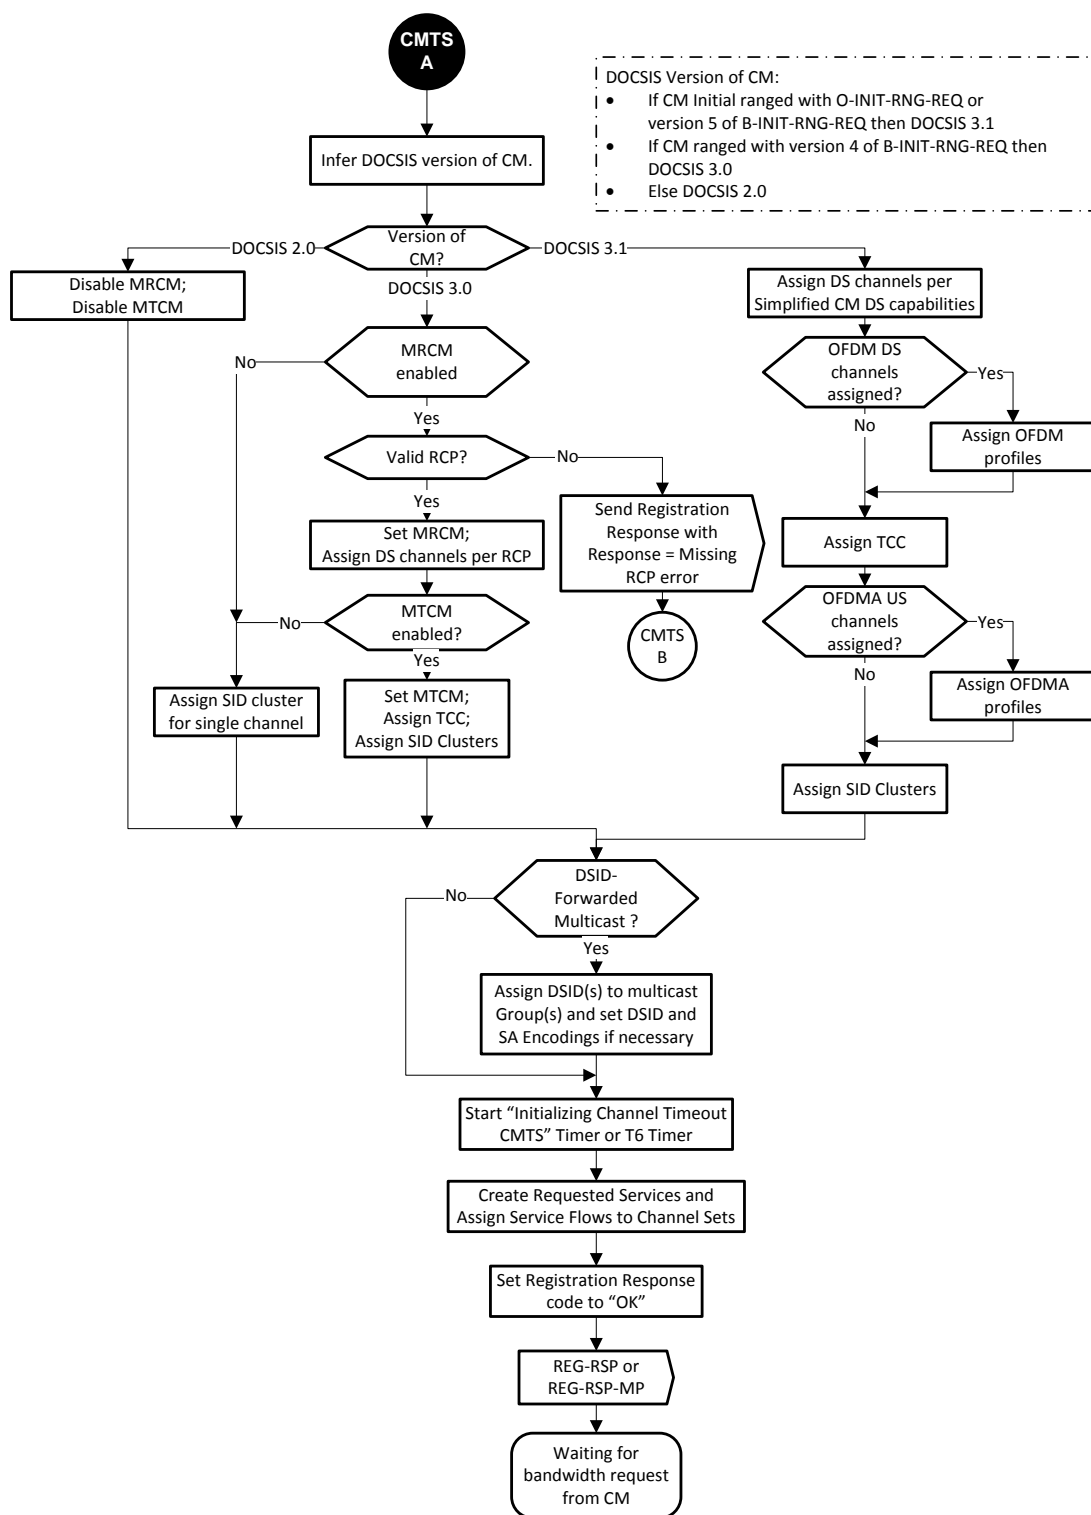 CMTS
A
DOCSIS Version of CM:
• If CM Initial ranged with O-INIT-RNG-REQ or
version 5 of B-INIT-RNG-REQ then DOCSIS 3.1
• If CM ranged with version 4 of B-INIT-RNG-REQ then
DOCSIS 3.0
• Else DOCSIS 2.0
Infer DOCSIS version of CM.
Version of
CM?
DOCSIS 2.0
DOCSIS 3.1
DOCSIS 3.0
Disable MRCM;
Disable MTCM
Assign DS channels per
Simplified CM DS capabilities
MRCM
enabled
No
Yes
OFDM DS
channels
assigned?
Yes
No
Assign OFDM
profiles
Valid RCP?
No
Yes
Send Registration
Response with
Response = Missing
RCP error
Set MRCM;
Assign DS channels per RCP
Assign TCC
MTCM
enabled?
No
Yes
CMTS
B
OFDMA US
channels
assigned?
Yes
No
Assign OFDMA
profiles
Assign SID cluster
for single channel
Set MTCM;
Assign TCC;
Assign SID Clusters
Assign SID Clusters
DSID-
Forwarded
Multicast ?
No
Yes
Assign DSID(s) to multicast
Group(s) and set DSID and
SA Encodings if necessary
Start “Initializing Channel Timeout
CMTS” Timer or T6 Timer
Create Requested Services and
Assign Service Flows to Channel Sets
Set Registration Response
code to “OK”
REG-RSP or
REG-RSP-MP
Waiting for
bandwidth request
from CM